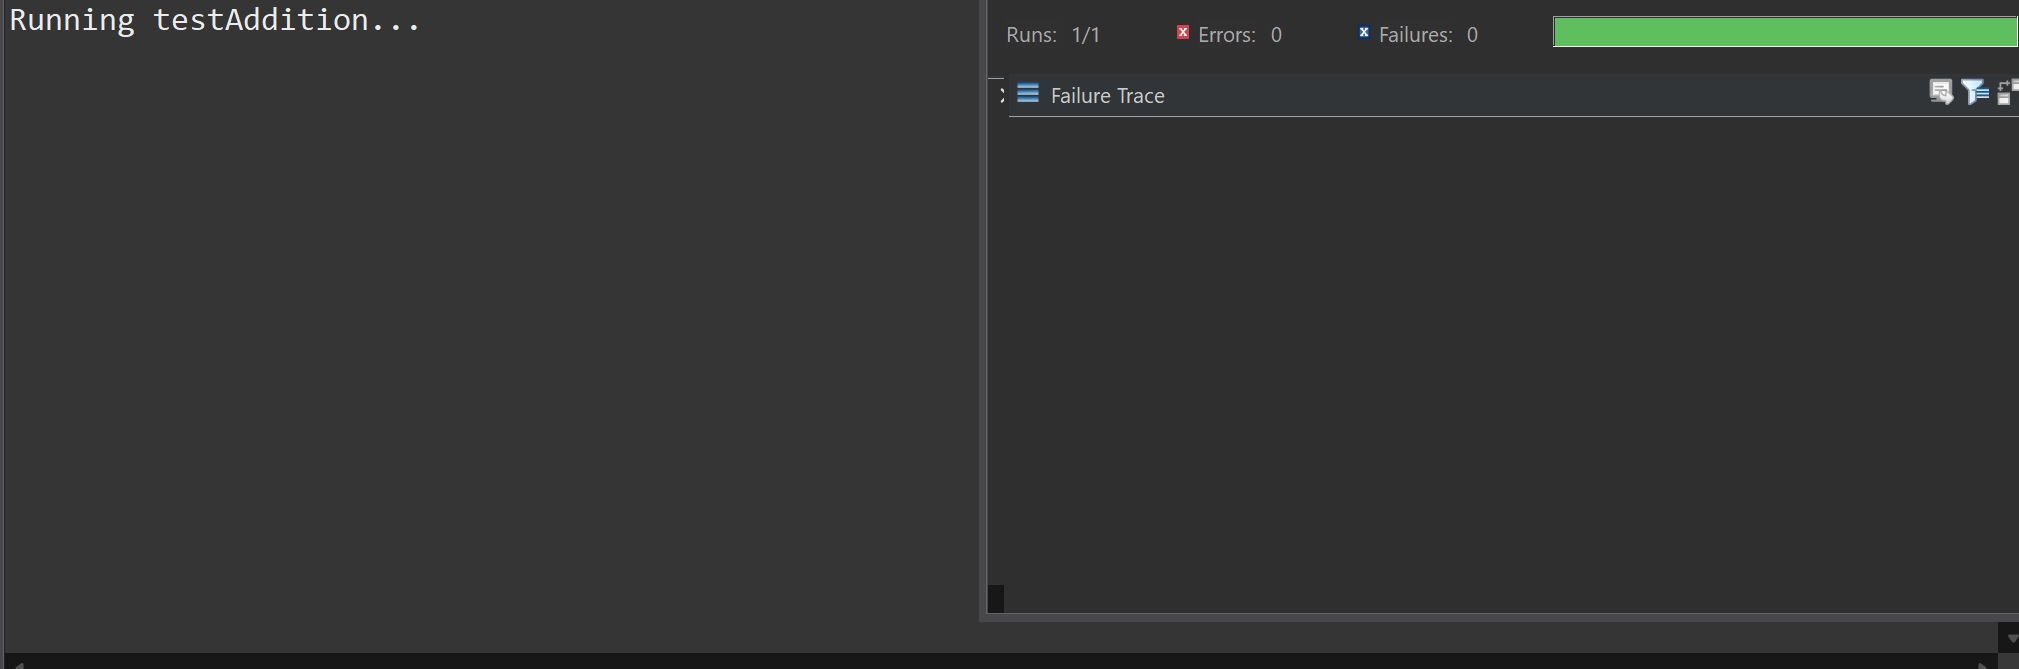 Running testAddition...
Runs: 1/1 Errors: 0 Failures: 0
Failure Trace